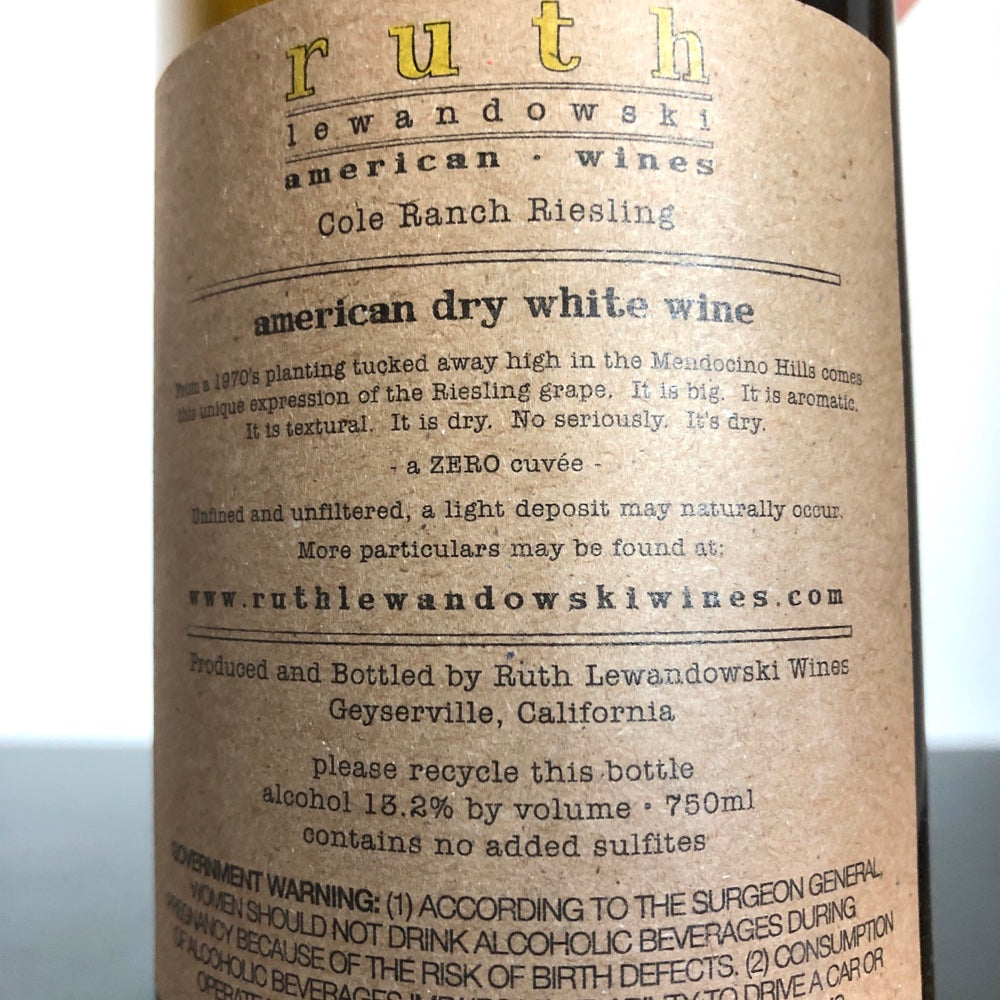 ruth
lewandowski
american · wines
Cole Ranch Riesling
american dry white wine
From a 1970's planting tucked away high in the Mendocino Hills comes
this unique expression of the Riesling grape. It is big. It is aromatic.
It is textural. It is dry. No seriously. It's dry.
- a ZERO cuvée -
Unfined and unfiltered, a light deposit may naturally occur.
More particulars may be found at:
www.ruthlewandowskiwines.com
Produced and Bottled by Ruth Lewandowski Wines
Geyserville, California
please recycle this bottle
alcohol 13.2% by volume • 750ml
contains no added sulfites
GOVERNMENT WARNING: (1) ACCORDING TO THE SURGEON GENERAL,
WOMEN SHOULD NOT DRINK ALCOHOLIC BEVERAGES DURING
PREGNANCY BECAUSE OF THE RISK OF BIRTH DEFECTS. (2) CONSUMPTION
OF ALCOHOLIC BEVERAGES TO DRIVE A CAR OR